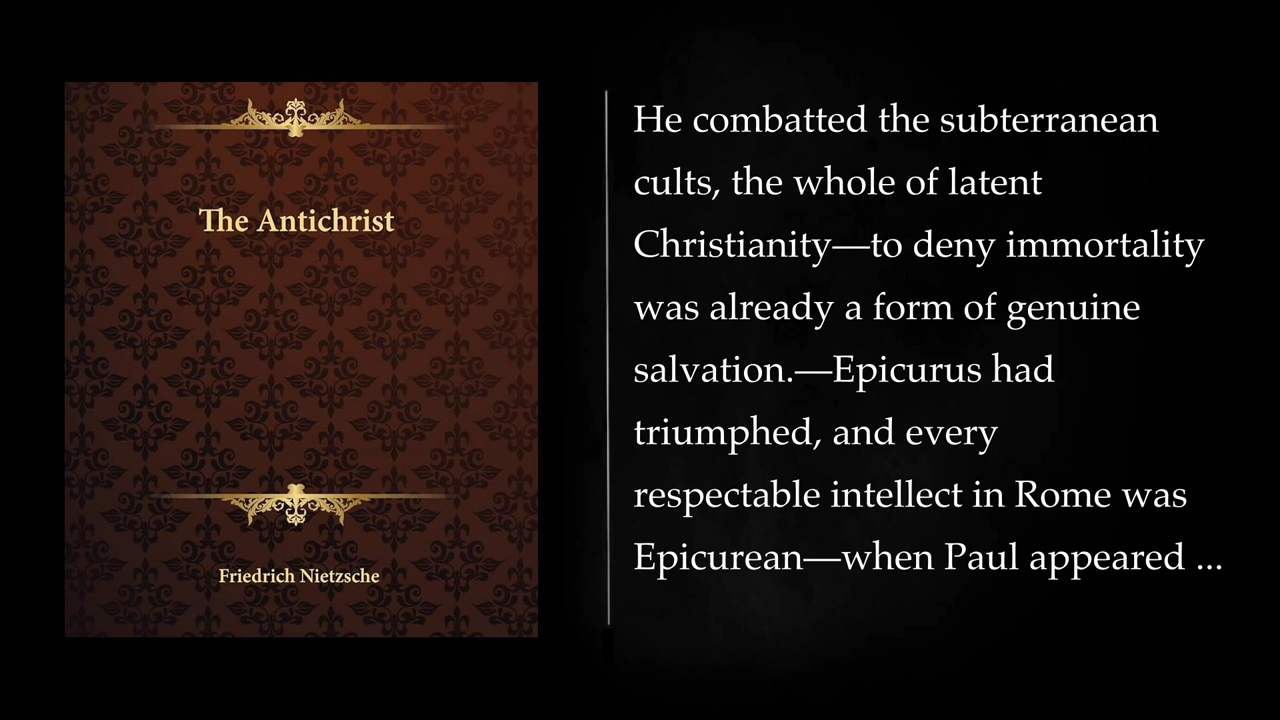 The Antichrist
Friedrich Nietzsche
He combatted the subterranean
cults, the whole of latent
Christianity—to deny immortality
was already a form of genuine
salvation.—Epicurus had
triumphed, and every
respectable intellect in Rome was
Epicurean—when Paul appeared ...